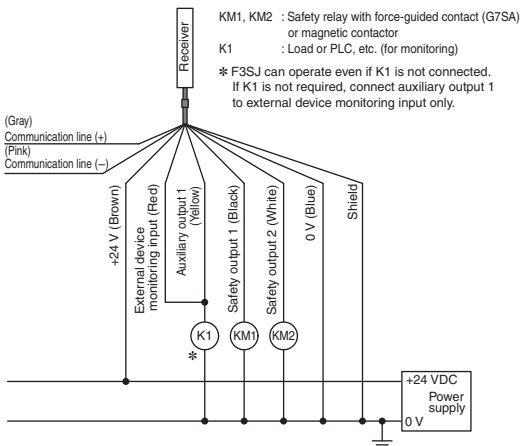 KM1, KM2 : Safety relay with force-guided contact (G7SA)
or magnetic contactor
K1 : Load or PLC, etc. (for monitoring)
✻ F3SJ can operate even if K1 is not connected.
If K1 is not required, connect auxiliary output 1
to external device monitoring input only.
Receiver
(Gray)
Communication line (+)
(Pink)
Communication line (−)
+24 V (Brown)
External device
monitoring input (Red)
Auxiliary output 1
(Yellow)
Safety output 1 (Black)
Safety output 2 (White)
0 V (Blue)
Shield
K1
KM1
KM2
✻
+24 VDC
Power
supply
0 V